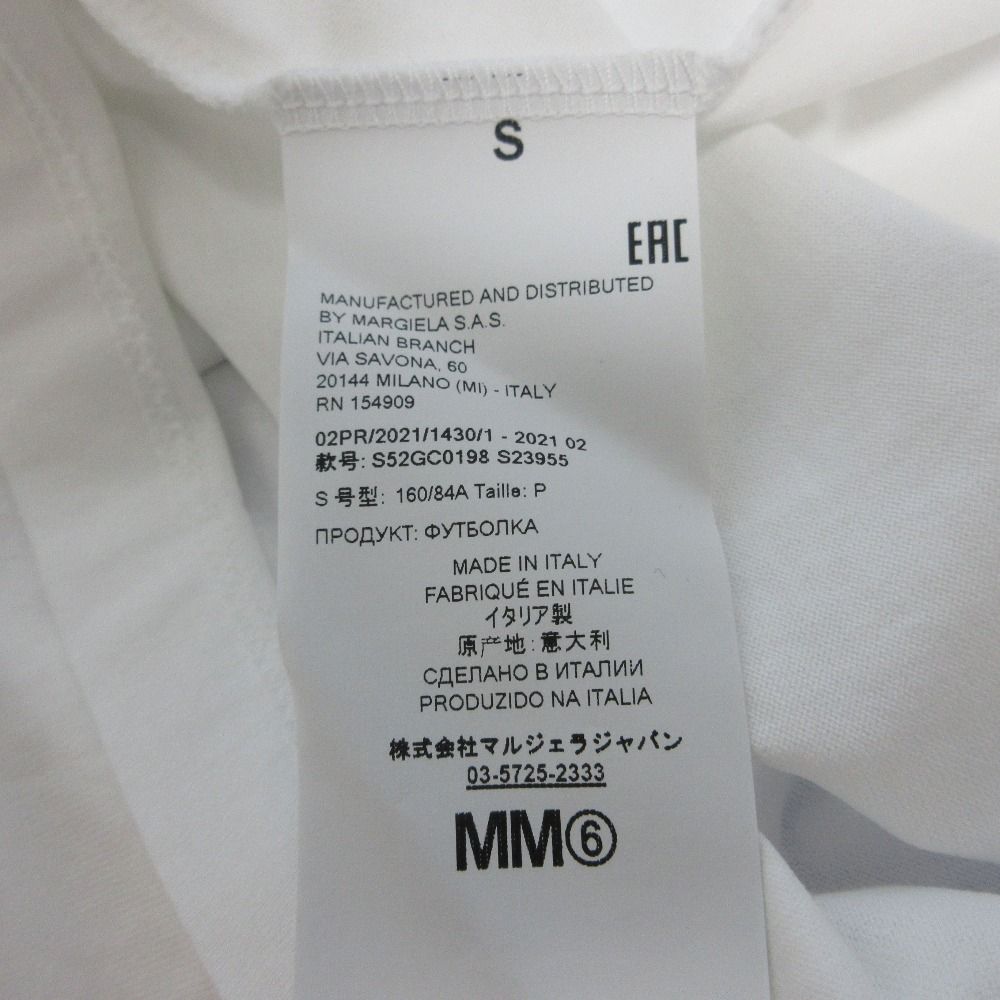 S
EAC
MANUFACTURED AND DISTRIBUTED
BY MARGIELA S.A.S.
ITALIAN BRANCH
VIA SAVONA, 60
20144 MILANO (MI) - ITALY
RN 154909
02PR/2021/1430/1 - 2021 02
款号: S52GC0198 S23955
S 号型: 160/84A Taille: P
ПРОДУКТ: ФУТБОЛКА
MADE IN ITALY
FABRIQUÉ EN ITALIE
イタリア製
原产地: 意大利
СДЕЛАНО В ИТАЛИИ
PRODUZIDO NA ITALIA
株式会社マルジェラジャパン
03-5725-2333
MM⑥